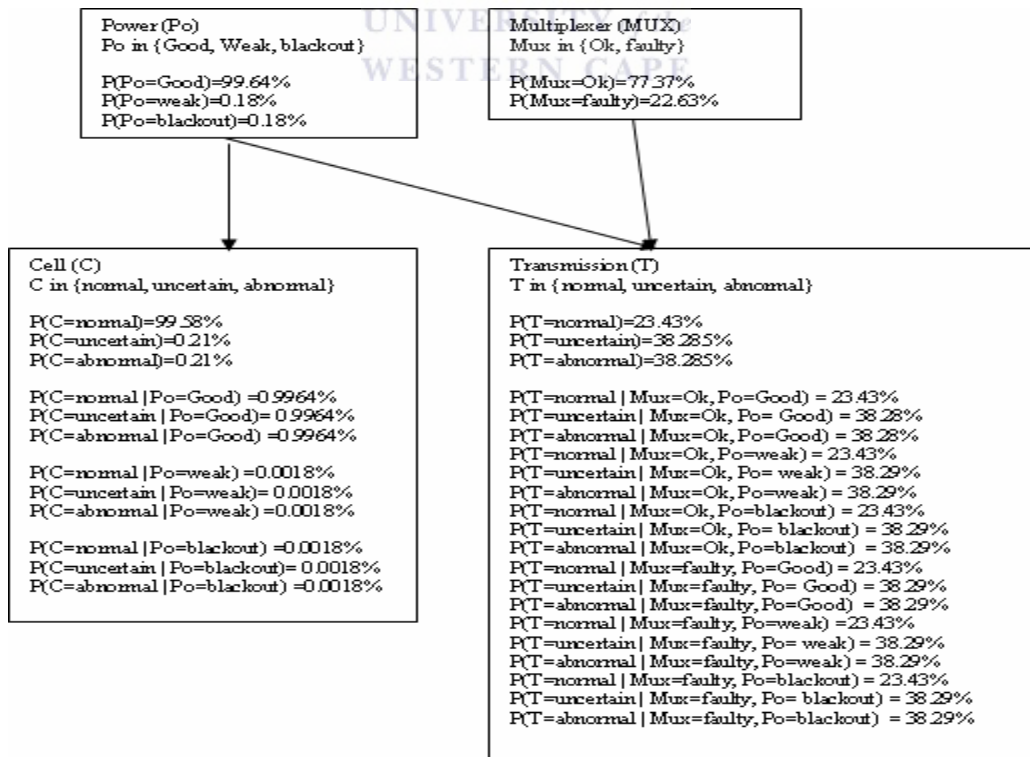 UNIVERSITY of the
WESTERN CAPE
Power (Po)
Po in {Good, Weak, blackout}
P(Po=Good)=99.64%
P(Po=weak)=0.18%
P(Po=blackout)=0.18%
Multiplexer (MUX)
Mux in {Ok, faulty}
P(Mux=Ok)=77.37%
P(Mux=faulty)=22.63%
Cell (C)
C in {normal, uncertain, abnormal}
P(C=normal)=99.58%
P(C=uncertain)=0.21%
P(C=abnormal)=0.21%
P(C=normal | Po=Good) =0.9964%
P(C=uncertain | Po=Good)= 0.9964%
P(C=abnormal | Po=Good) =0.9964%
P(C=normal | Po=weak) =0.0018%
P(C=uncertain | Po=weak)= 0.0018%
P(C=abnormal | Po=weak) =0.0018%
P(C=normal | Po=blackout) =0.0018%
P(C=uncertain | Po=blackout)= 0.0018%
P(C=abnormal | Po=blackout) =0.0018%
Transmission (T)
T in {normal, uncertain, abnormal}
P(T=normal)=23.43%
P(T=uncertain)=38.285%
P(T=abnormal)=38.285%
P(T=normal | Mux=Ok, Po=Good) = 23.43%
P(T=uncertain | Mux=Ok, Po= Good) = 38.28%
P(T=abnormal | Mux=Ok, Po=Good) = 38.28%
P(T=normal | Mux=Ok, Po=weak) = 23.43%
P(T=uncertain | Mux=Ok, Po= weak) = 38.29%
P(T=abnormal | Mux=Ok, Po=weak) = 38.29%
P(T=normal | Mux=Ok, Po=blackout) = 23.43%
P(T=uncertain | Mux=Ok, Po= blackout) = 38.29%
P(T=abnormal | Mux=Ok, Po=blackout) = 38.29%
P(T=normal | Mux=faulty, Po=Good) = 23.43%
P(T=uncertain | Mux=faulty, Po= Good) = 38.29%
P(T=abnormal | Mux=faulty, Po=Good) = 38.29%
P(T=normal | Mux=faulty, Po=weak) =23.43%
P(T=uncertain | Mux=faulty, Po= weak) = 38.29%
P(T=abnormal | Mux=faulty, Po=weak) = 38.29%
P(T=normal | Mux=faulty, Po=blackout) = 23.43%
P(T=uncertain | Mux=faulty, Po= blackout) = 38.29%
P(T=abnormal | Mux=faulty, Po=blackout) = 38.29%